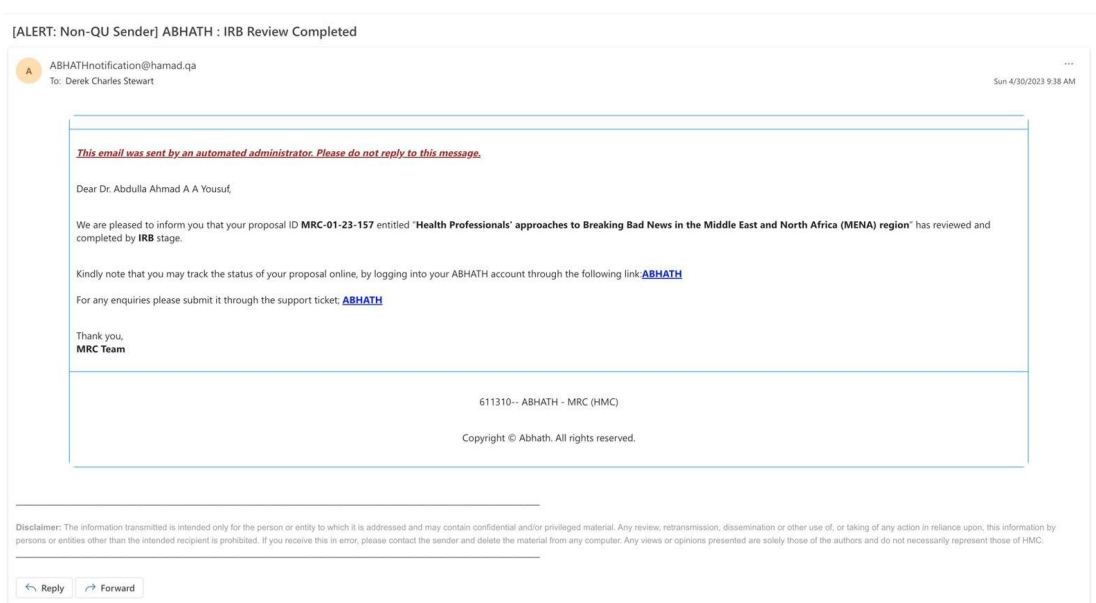 [ALERT: Non-QU Sender] ABHATH : IRB Review Completed
A
ABHATHnotification@hamad.qa
To: Derek Charles Stewart
...
Sun 4/30/2023 9:38 AM
This email was sent by an automated administrator. Please do not reply to this message.
Dear Dr. Abdulla Ahmad A A Yousuf,
We are pleased to inform you that your proposal ID MRC-01-23-157 entitled "Health Professionals' approaches to Breaking Bad News in the Middle East and North Africa (MENA) region" has reviewed and
completed by IRB stage.
Kindly note that you may track the status of your proposal online, by logging into your ABHATH account through the following link:ABHATH
For any enquiries please submit it through the support ticket; ABHATH
Thank you,
MRC Team
611310-- ABHATH - MRC (HMC)
Copyright © Abhath. All rights reserved.
Disclaimer: The information transmitted is intended only for the person or entity to which it is addressed and may contain confidential and/or privileged material. Any review, retransmission, dissemination or other use of, or taking of any action in reliance upon, this information by
persons or entities other than the intended recipient is prohibited. If you receive this in error, please contact the sender and delete the material from any computer. Any views or opinions presented are solely those of the authors and do not necessarily represent those of HMC.
Reply
Forward